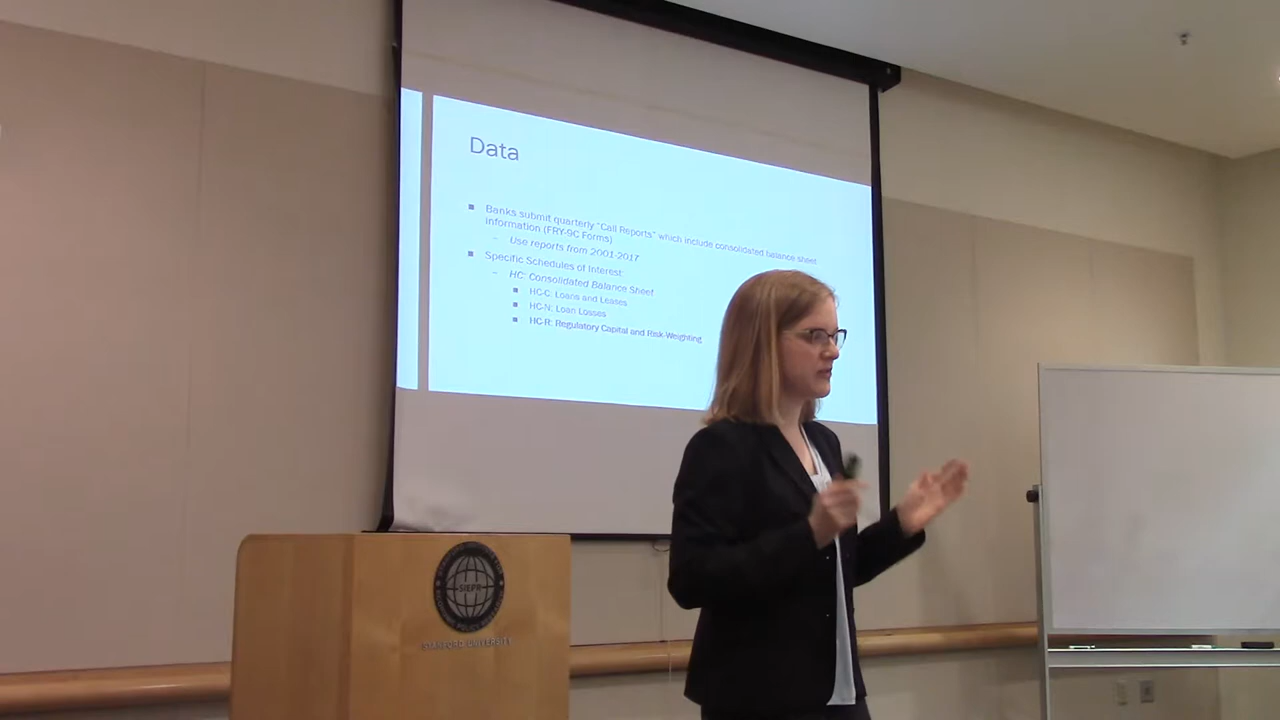 Data
Banks submit quarterly "Call Reports" which include consolidated balance sheet
information (FRY-9C Forms)
– Use reports from 2001-2017
Specific Schedules of Interest:
– HC: Consolidated Balance Sheet
HC-C: Loans and Leases
HC-N: Loan Losses
HC-R: Regulatory Capital and Risk-Weighting
SIEPR
STANFORD UNIVERSITY